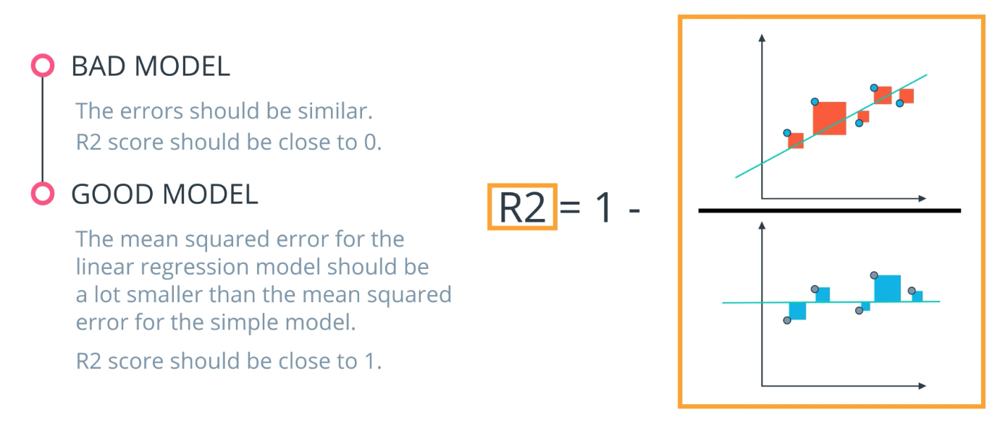 BAD MODEL
The errors should be similar.
R2 score should be close to 0.
GOOD MODEL
The mean squared error for the
linear regression model should be
a lot smaller than the mean squared
error for the simple model.
R2 score should be close to 1.
R2 = 1 -